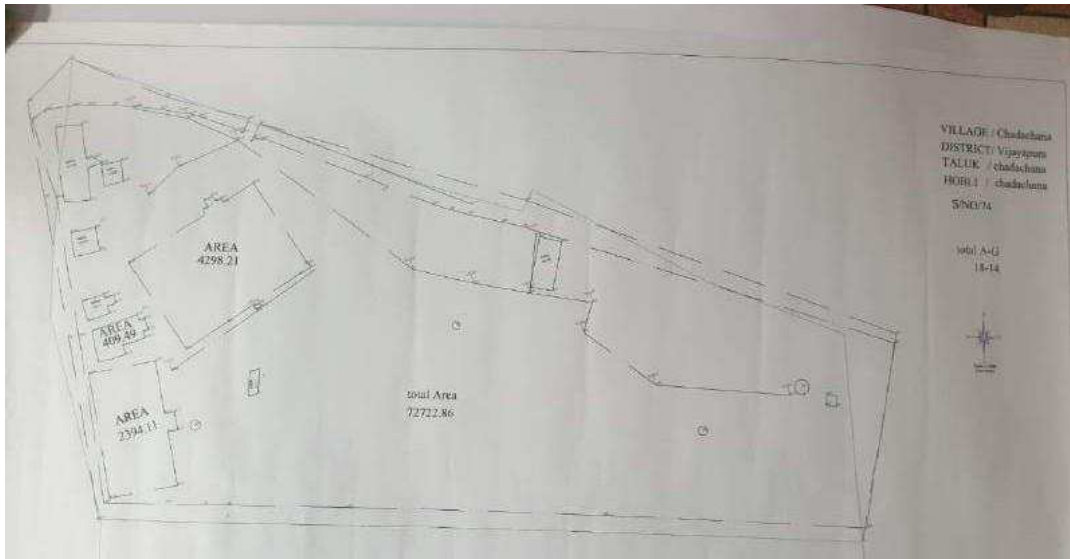 VILLAGE / Chadachana
DISTRICT/ Vijayapura
TALUK / chadachana
HOBLI / chadachana
S/NO/74
total A-G
18-14
AREA
4298.21
AREA
409.49
AREA
2394.11
total Area
72722.86